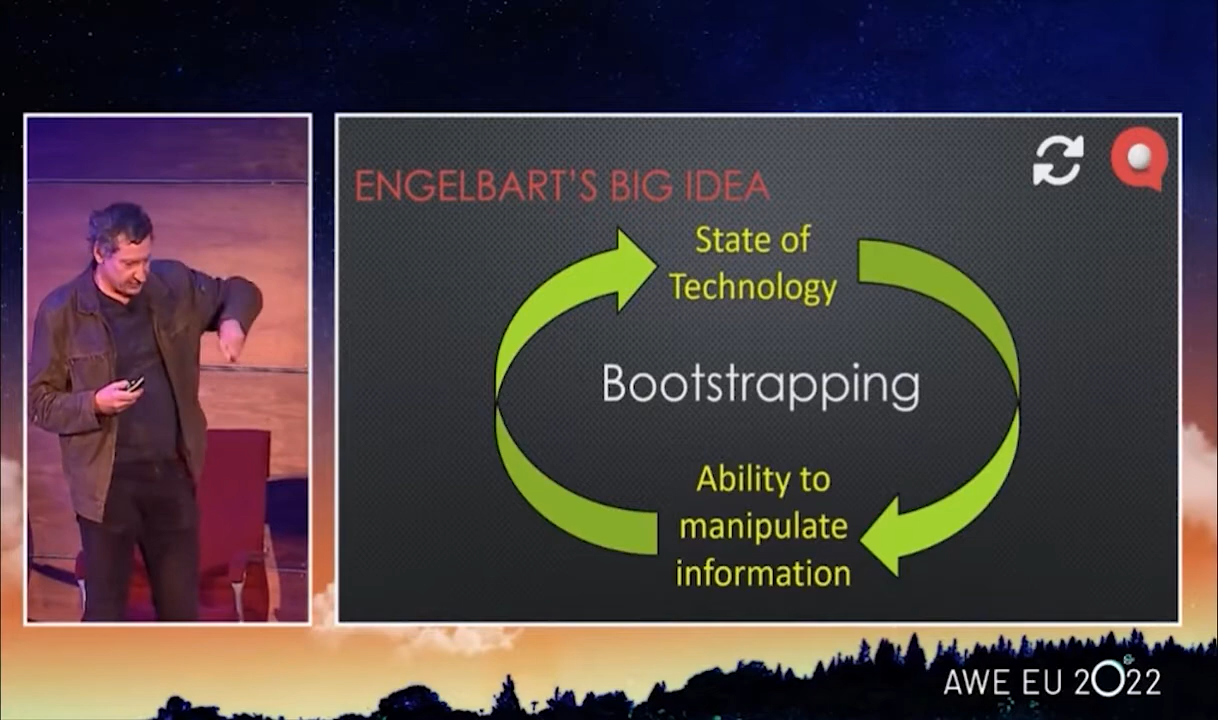 ENGELBART'S BIG IDEA
State of
Technology
Bootstrapping
Ability to
manipulate
information
AWE EU 2022